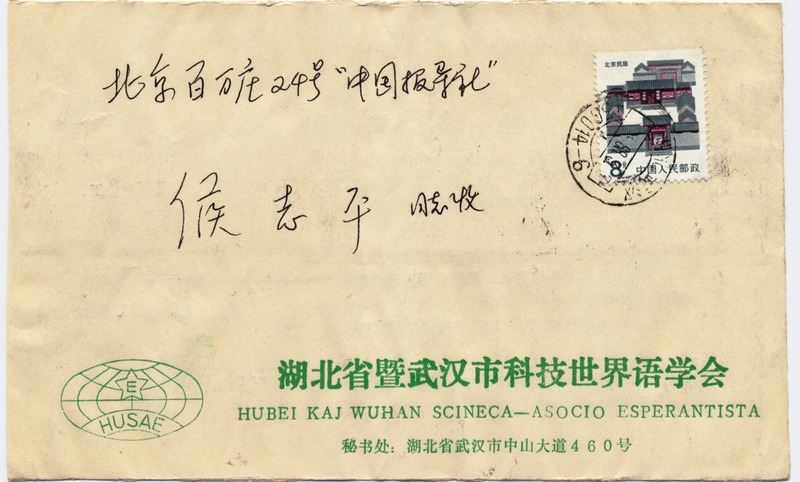 北京百万庄24号"中国报导社"
北京民居
8分
中国人民邮政
侯志平 同志收
E
HUSAE
湖北省暨武汉市科技世界语学会
HUBEI KAJ WUHAN SCINECA—ASOCIO ESPERANTISTA
秘书处：湖北省武汉市中山大道460号